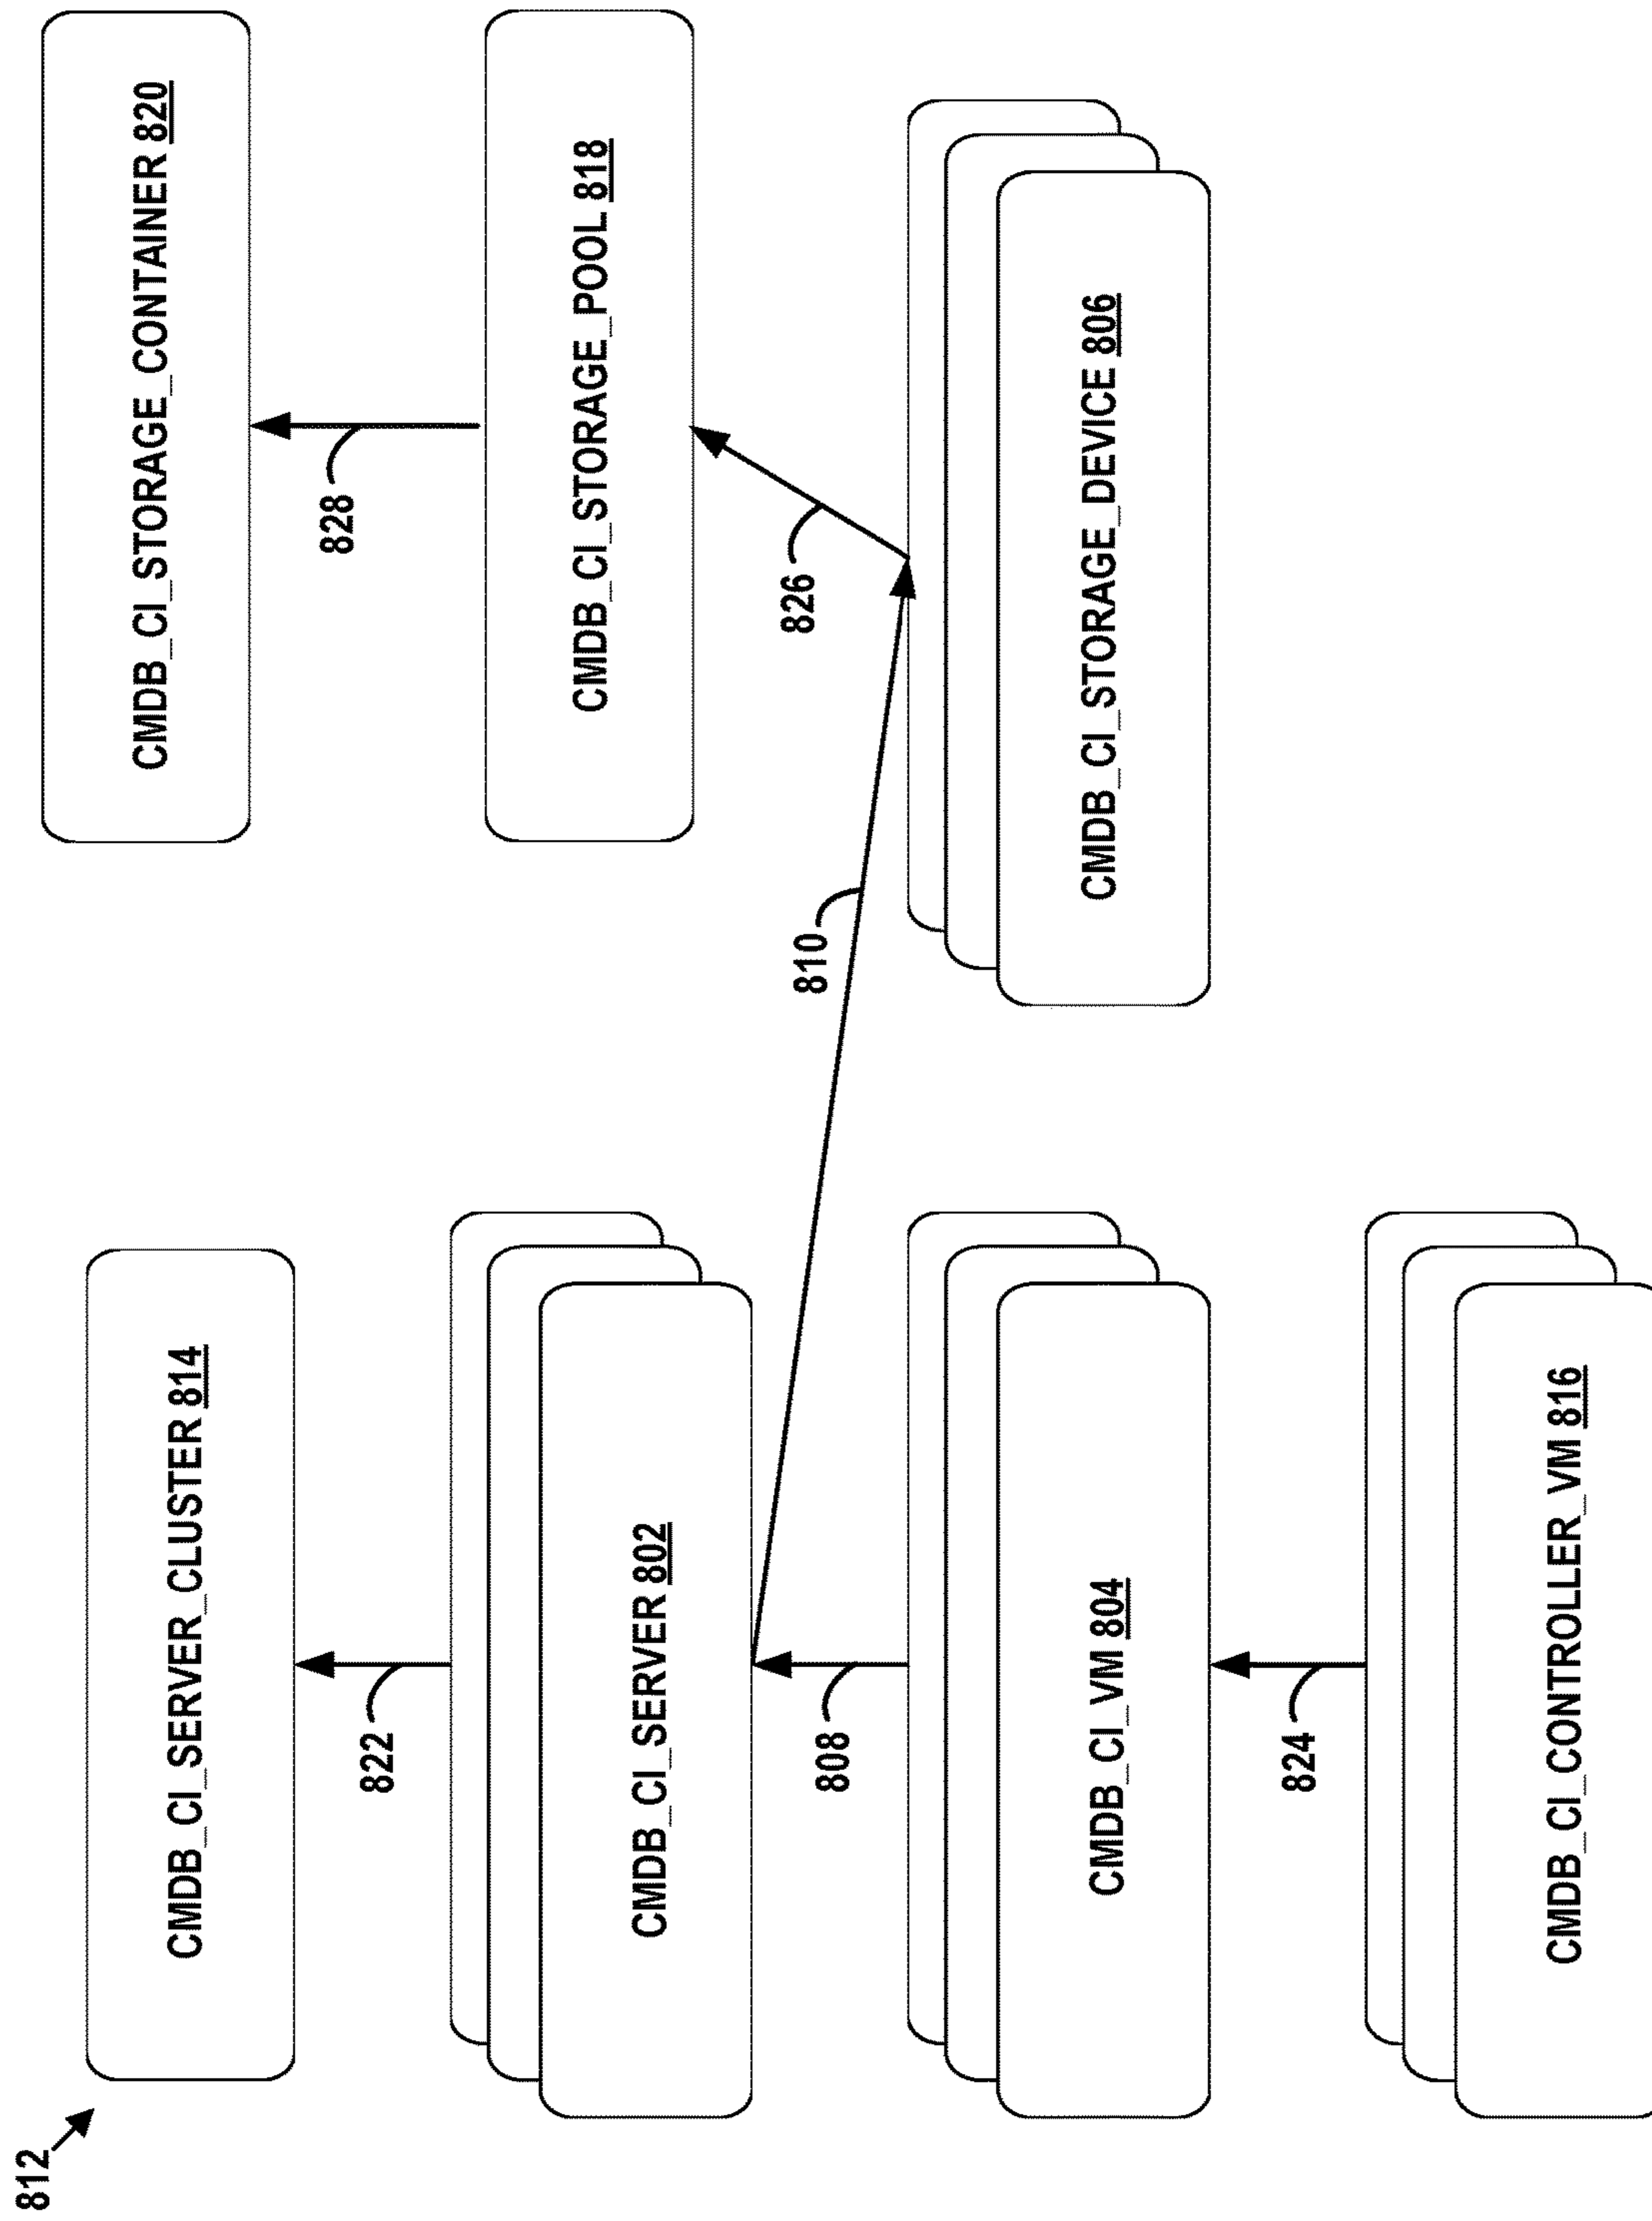 812
CMDB_CI_SERVER_CLUSTER 814
CMDB_CI_STORAGE_CONTAINER 820
822
828
CMDB_CI_SERVER 802
CMDB_CI_STORAGE_POOL 818
808
810
826
CMDB_CI_VM 804
CMDB_CI_STORAGE_DEVICE 806
824
CMDB_CI_CONTROLLER_VM 816